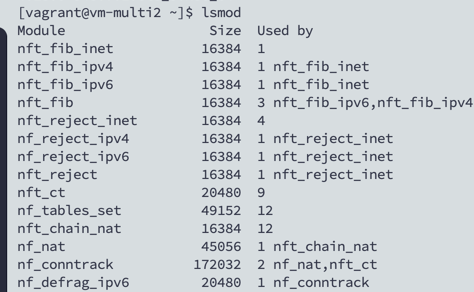 [vagrant@vm-multi2 ~]$ lsmod
Module                  Size  Used by
nft_fib_inet           16384  1
nft_fib_ipv4           16384  1 nft_fib_inet
nft_fib_ipv6           16384  1 nft_fib_inet
nft_fib                16384  3 nft_fib_ipv6,nft_fib_ipv4
nft_reject_inet        16384  4
nf_reject_ipv4         16384  1 nft_reject_inet
nf_reject_ipv6         16384  1 nft_reject_inet
nft_reject             16384  1 nft_reject_inet
nft_ct                 20480  9
nf_tables_set          49152  12
nft_chain_nat          16384  12
nf_nat                 45056  1 nft_chain_nat
nf_conntrack          172032  2 nf_nat,nft_ct
nf_defrag_ipv6         20480  1 nf_conntrack